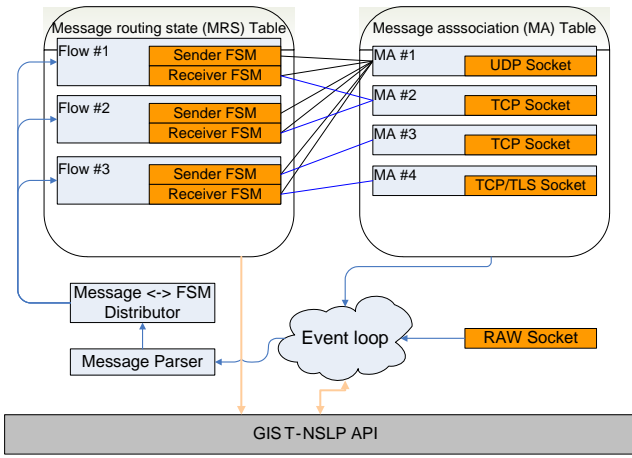 Message routing state (MRS) Table
Flow #1
Sender FSM
Receiver FSM
Flow #2
Sender FSM
Receiver FSM
Flow #3
Sender FSM
Receiver FSM
Message asssociation (MA) Table
MA #1
UDP Socket
MA #2
TCP Socket
MA #3
TCP Socket
MA #4
TCP/TLS Socket
Message <-> FSM
Distributor
Message Parser
Event loop
RAW Socket
GIST-NSLP API